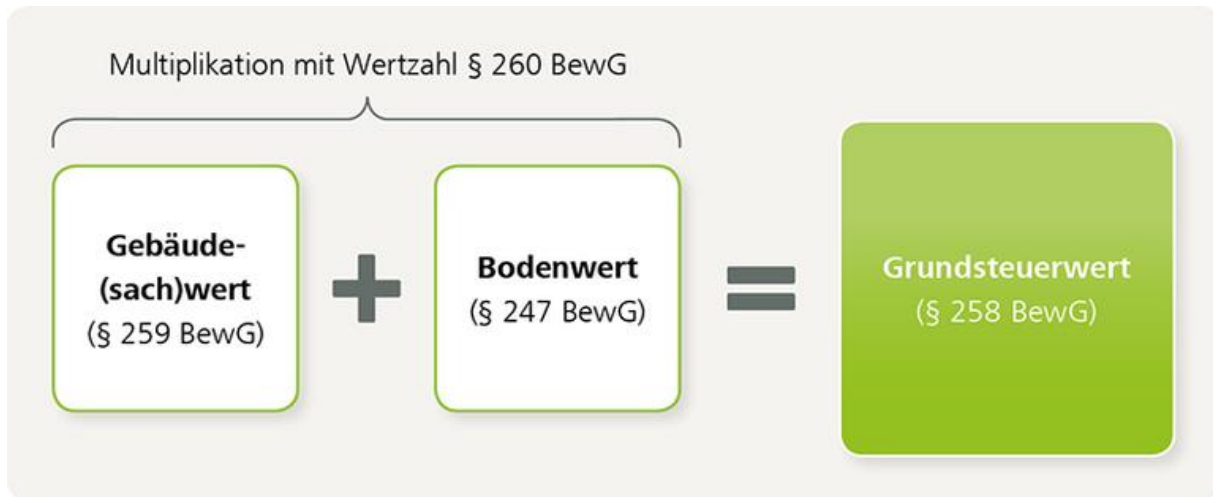 Multiplikation mit Wertzahl § 260 BewG
Gebäude-
(sach)wert
(§ 259 BewG)
+
Bodenwert
(§ 247 BewG)
=
Grundsteuerwert
(§ 258 BewG)